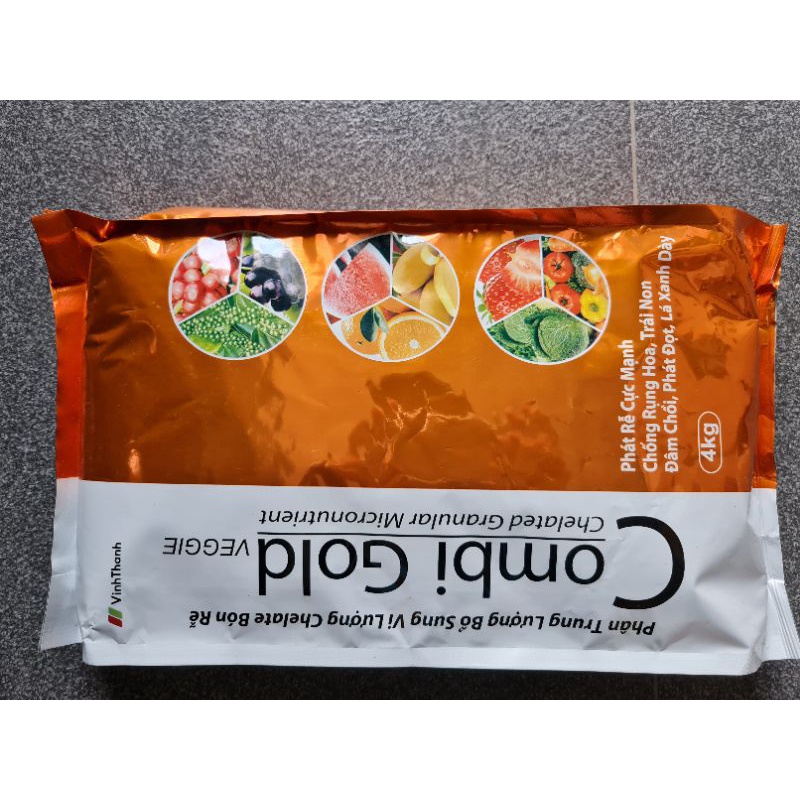 VinhThanh
Phân Trung Lượng Bổ Sung Vi Lượng Chelate Bón Rễ
Combi Gold VEGGIE
Chelated Granular Micronutrient
Phát Rễ Cực Mạnh
Chống Rụng Hoa, Trái Non
Đâm Chồi, Phát Đọt, Lá Xanh Dày
4kg